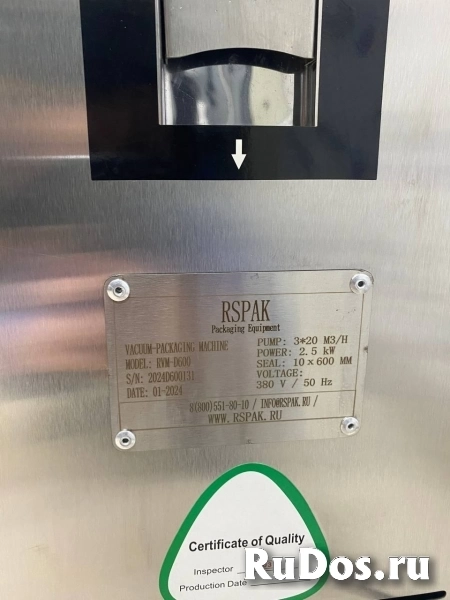 RSPAK
Packaging Equipment
VACUUM-PACKAGING MACHINE
MODEL: RVM-D600
S/N: 2024D600131
DATE: 01-2024
PUMP: 3*20 M3/H
POWER: 2.5 kW
SEAL: 10×600 MM
VOLTAGE:
380 V / 50 Hz
8(800)551-80-10 / INFO@RSPAK.RU /
WWW.RSPAK.RU
Certificate of Quality
Inspector
Production Date
RuDos.ru